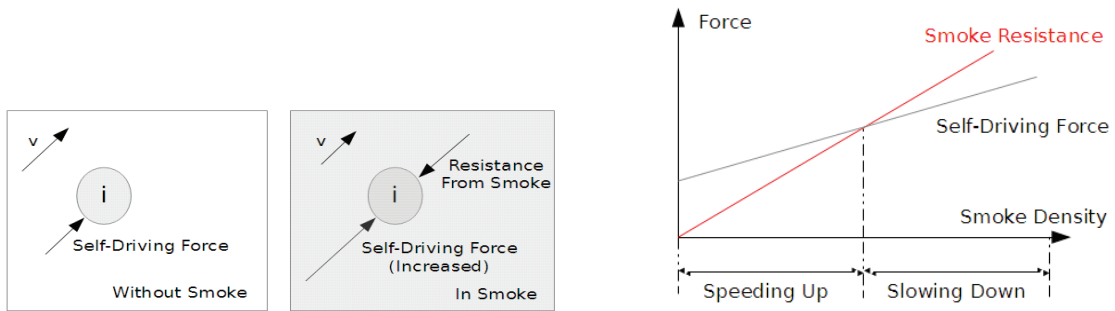 v
i
Self-Driving Force
Without Smoke
v
Resistance
From Smoke
i
Self-Driving Force
(Increased)
In Smoke
Force
Smoke Resistance
Self-Driving Force
Smoke Density
Speeding Up
Slowing Down